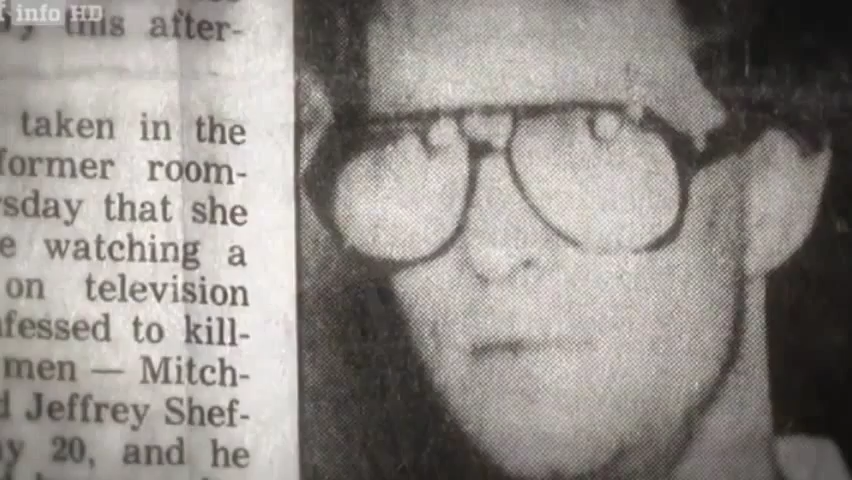 info HD
this after-
taken in the
former room-
sday that she
e watching a
on television
fessed to kill-
men — Mitch-
d Jeffrey Shef-
y 20, and he